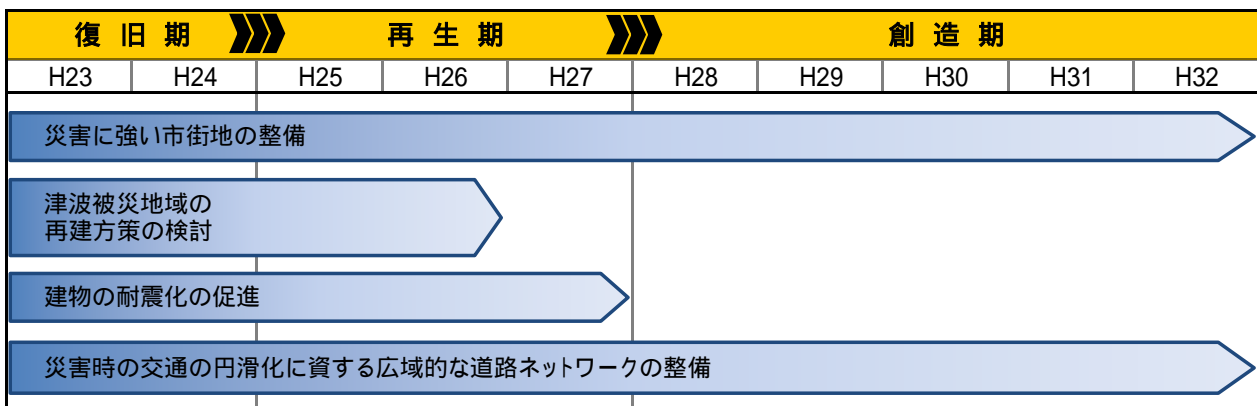 復旧期 再生期 創造期
H23 H24 H25 H26 H27 H28 H29 H30 H31 H32
災害に強い市街地の整備
津波被災地域の
再建方策の検討
建物の耐震化の促進
災害時の交通の円滑化に資する広域的な道路ネットワークの整備